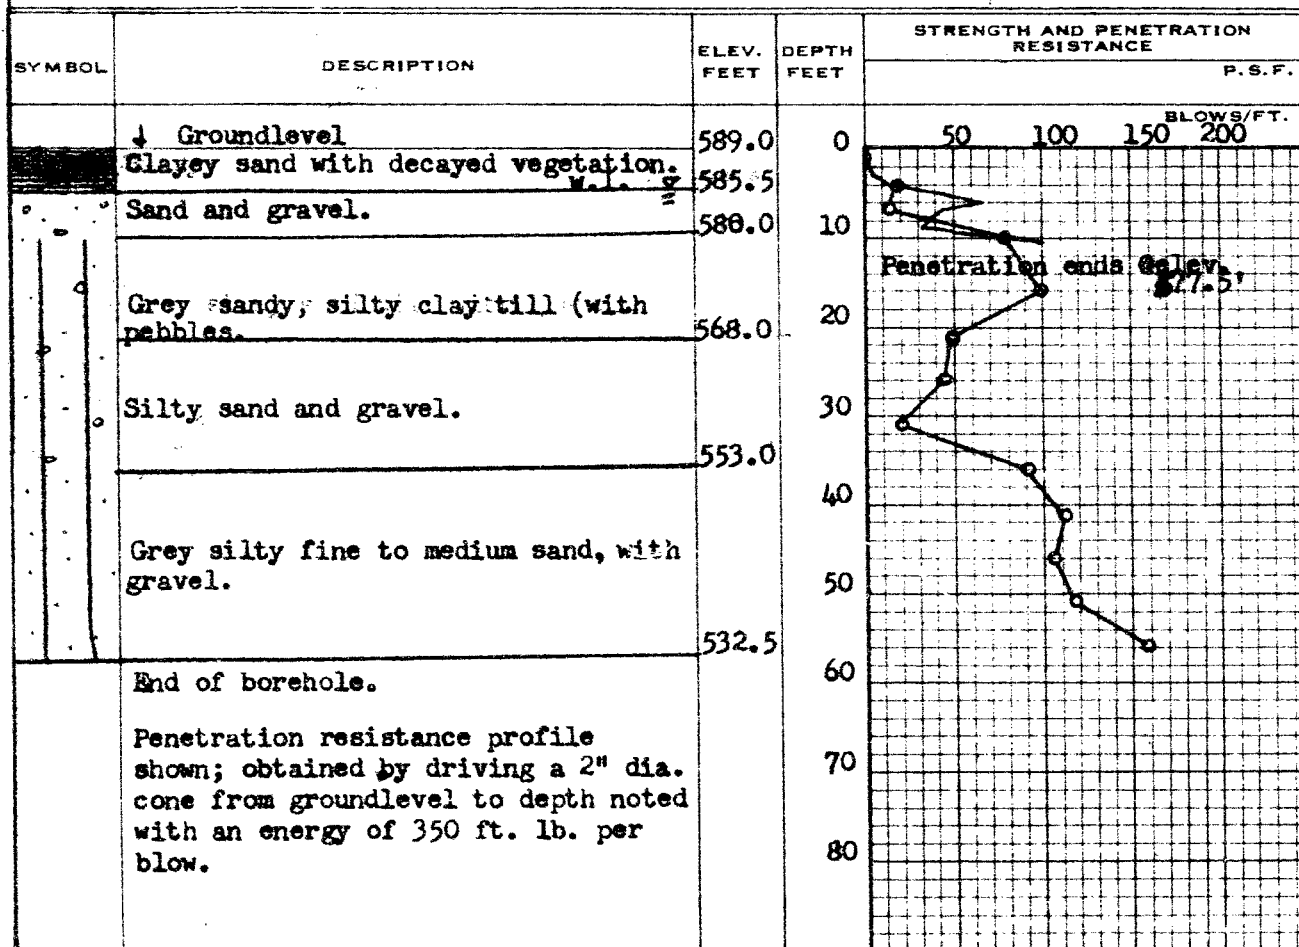 SYMBOL
DESCRIPTION
ELEV. FEET
DEPTH FEET
STRENGTH AND PENETRATION
RESISTANCE
P.S.F.
BLOWS/FT.
50 100 150 200
Groundlevel
589.0
0
Clayey sand with decayed vegetation.
W.L.
585.5
Sand and gravel.
580.0
10
Penetration ends @elev.
577.5'
Grey sandy, silty clay till (with
pebbles.
568.0
20
Silty sand and gravel.
30
553.0
40
Grey silty fine to medium sand, with
gravel.
50
532.5
End of borehole.
60
Penetration resistance profile
shown; obtained by driving a 2" dia.
cone from groundlevel to depth noted
with an energy of 350 ft. lb. per
blow.
70
80